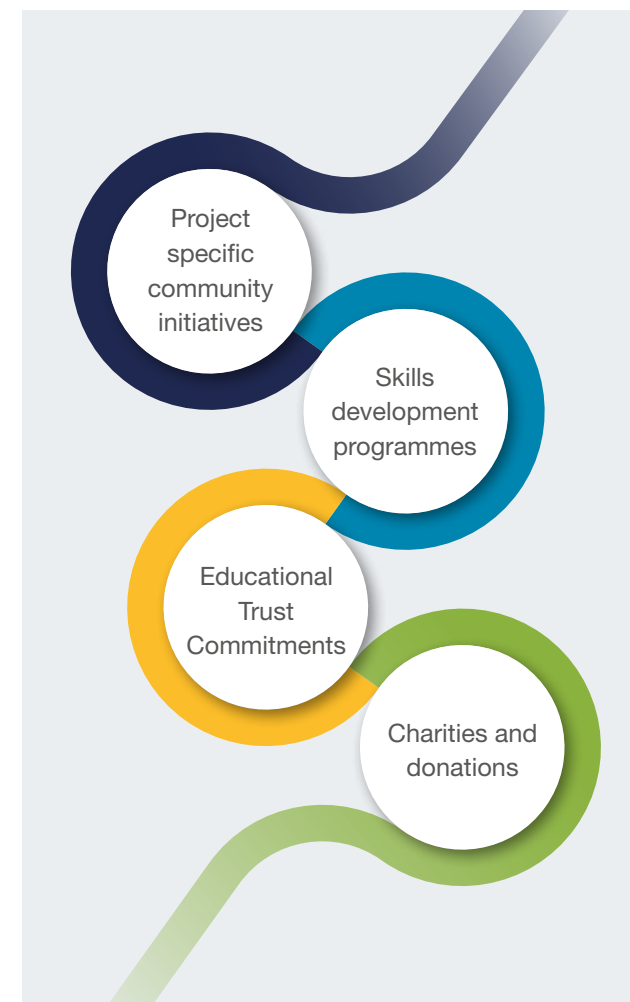 Project
specific
community
initiatives
Skills
development
programmes
Educational
Trust
Commitments
Charities and
donations